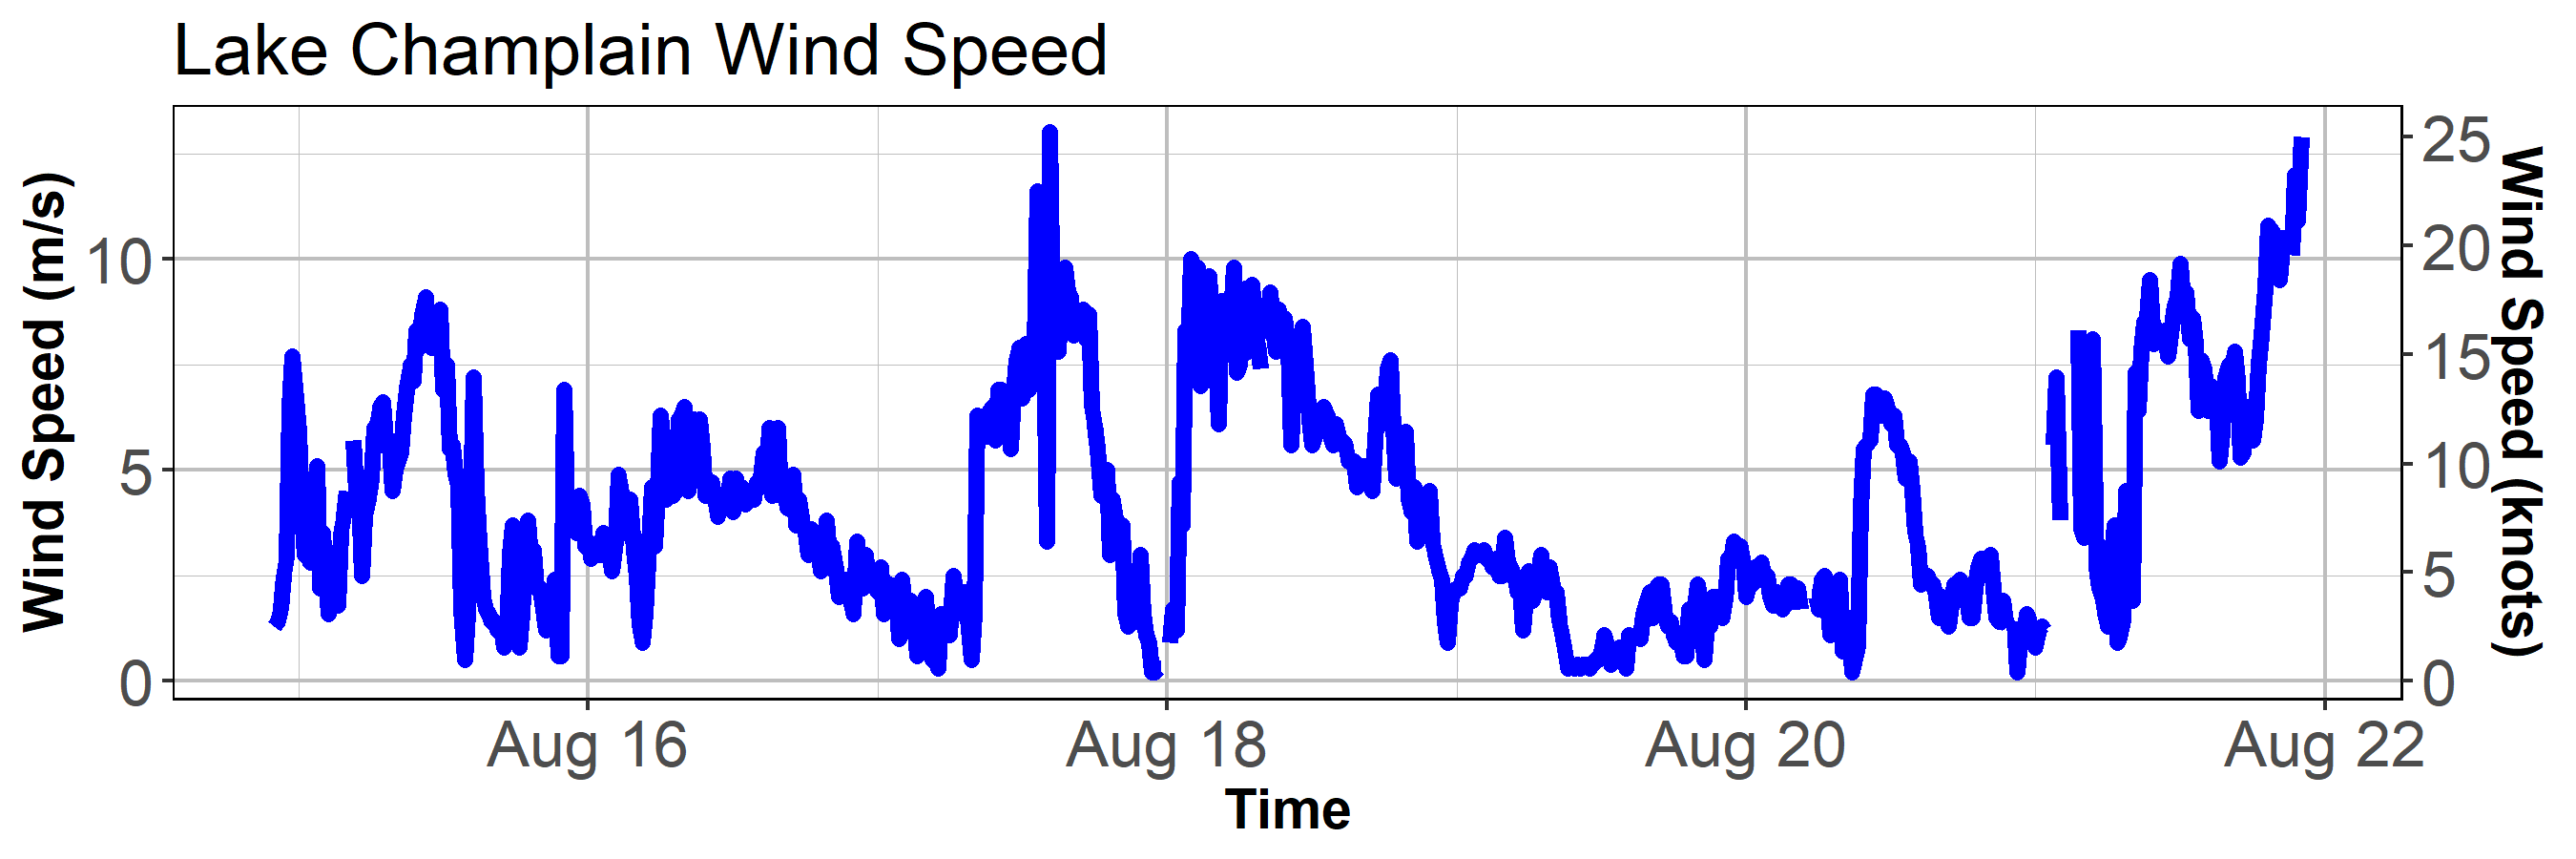 Lake Champlain Wind Speed
Wind Speed (m/s)
10
5
0
25
20
15
10
5
0
Wind Speed (knots)
Aug 16
Aug 18
Aug 20
Aug 22
Time